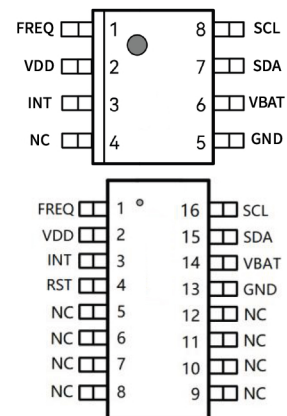 FREQ 1 8 SCL
VDD 2 7 SDA
INT 3 6 VBAT
NC 4 5 GND
FREQ 1 16 SCL
VDD 2 15 SDA
INT 3 14 VBAT
RST 4 13 GND
NC 5 12 NC
NC 6 11 NC
NC 7 10 NC
NC 8 9 NC